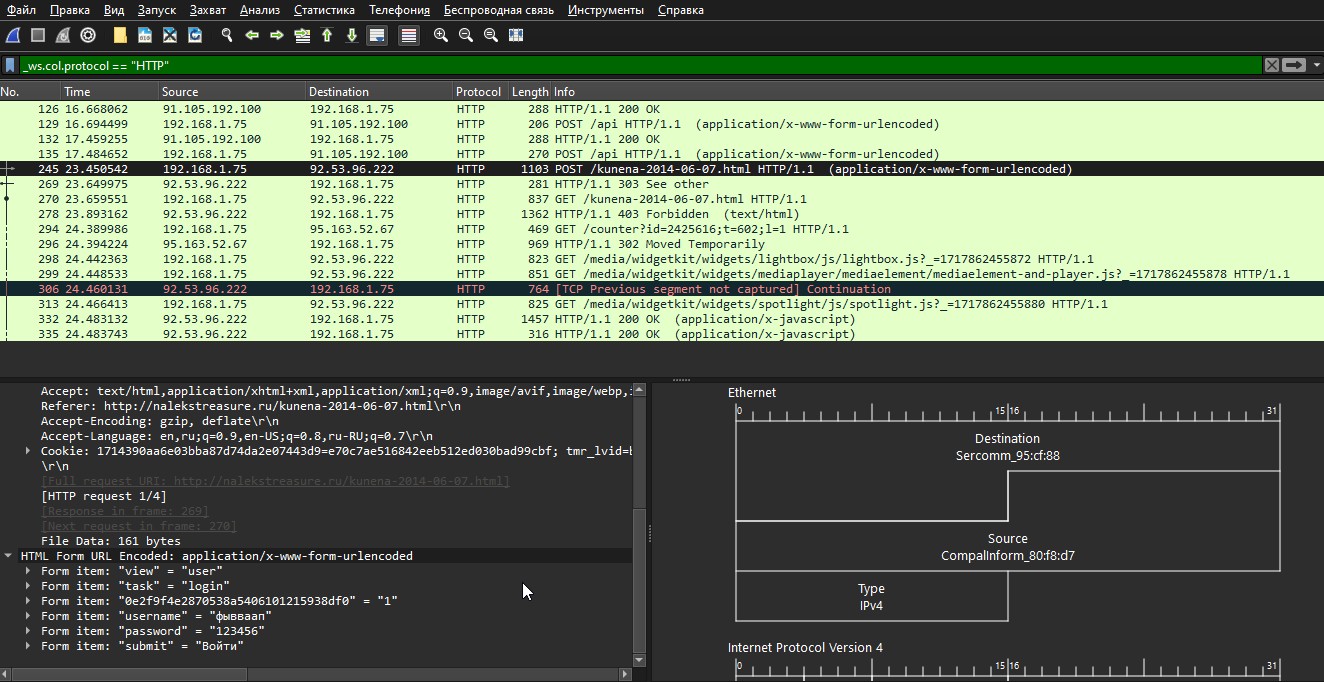 Файл Правка Вид Запуск Захват Анализ Статистика Телефония Беспроводная связь Инструменты Справка
_ws.col.protocol == "HTTP"
No. Time Source Destination Protocol Length Info
126 16.668062 91.105.192.100 192.168.1.75 HTTP 288 HTTP/1.1 200 OK
129 16.694499 192.168.1.75 91.105.192.100 HTTP 206 POST /api HTTP/1.1 (application/x-www-form-urlencoded)
132 17.459255 91.105.192.100 192.168.1.75 HTTP 288 HTTP/1.1 200 OK
135 17.484652 192.168.1.75 91.105.192.100 HTTP 270 POST /api HTTP/1.1 (application/x-www-form-urlencoded)
245 23.450542 192.168.1.75 92.53.96.222 HTTP 1103 POST /kunena-2014-06-07.html HTTP/1.1 (application/x-www-form-urlencoded)
269 23.649975 92.53.96.222 192.168.1.75 HTTP 281 HTTP/1.1 303 See other
270 23.659551 192.168.1.75 92.53.96.222 HTTP 837 GET /kunena-2014-06-07.html HTTP/1.1
278 23.893162 92.53.96.222 192.168.1.75 HTTP 1362 HTTP/1.1 403 Forbidden (text/html)
294 24.389986 192.168.1.75 95.163.52.67 HTTP 469 GET /counter?id=2425616;t=602;l=1 HTTP/1.1
296 24.394224 95.163.52.67 192.168.1.75 HTTP 969 HTTP/1.1 302 Moved Temporarily
298 24.442363 192.168.1.75 92.53.96.222 HTTP 823 GET /media/widgetkit/widgets/lightbox/js/lightbox.js?_=1717862455872 HTTP/1.1
299 24.448533 192.168.1.75 92.53.96.222 HTTP 851 GET /media/widgetkit/widgets/mediaplayer/mediaelement/mediaelement-and-player.js?_=1717862455878 HTTP/1.1
306 24.460131 92.53.96.222 192.168.1.75 HTTP 764 [TCP Previous segment not captured] Continuation
313 24.466413 192.168.1.75 92.53.96.222 HTTP 825 GET /media/widgetkit/widgets/spotlight/js/spotlight.js?_=1717862455880 HTTP/1.1
332 24.483132 92.53.96.222 192.168.1.75 HTTP 1457 HTTP/1.1 200 OK (application/x-javascript)
335 24.483743 92.53.96.222 192.168.1.75 HTTP 316 HTTP/1.1 200 OK (application/x-javascript)
Accept: text/html,application/xhtml+xml,application/xml;q=0.9,image/avif,image/webp,
Referer: http://nalekstreasure.ru/kunena-2014-06-07.html\r\n
Accept-Encoding: gzip, deflate\r\n
Accept-Language: en,ru;q=0.9,en-US;q=0.8,ru-RU;q=0.7\r\n
Cookie: 1714390aa6e03bba87d74da2e07443d9=e70c7ae516842eeb512ed030bad99cbf; tmr_lvid=
\r\n
[Full request URI: http://nalekstreasure.ru/kunena-2014-06-07.html]
[HTTP request 1/4]
[Response in frame: 269]
[Next request in frame: 270]
File Data: 161 bytes
HTML Form URL Encoded: application/x-www-form-urlencoded
Form item: "view" = "user"
Form item: "task" = "login"
Form item: "0e2f9f4e2870538a5406101215938df0" = "1"
Form item: "username" = "фывваап"
Form item: "password" = "123456"
Form item: "submit" = "Войти"
Ethernet
0 15 16 31
Destination
Sercomm_95:cf:88
Source
CompalInform_80:f8:d7
Type
IPv4
Internet Protocol Version 4
0 15 16 31